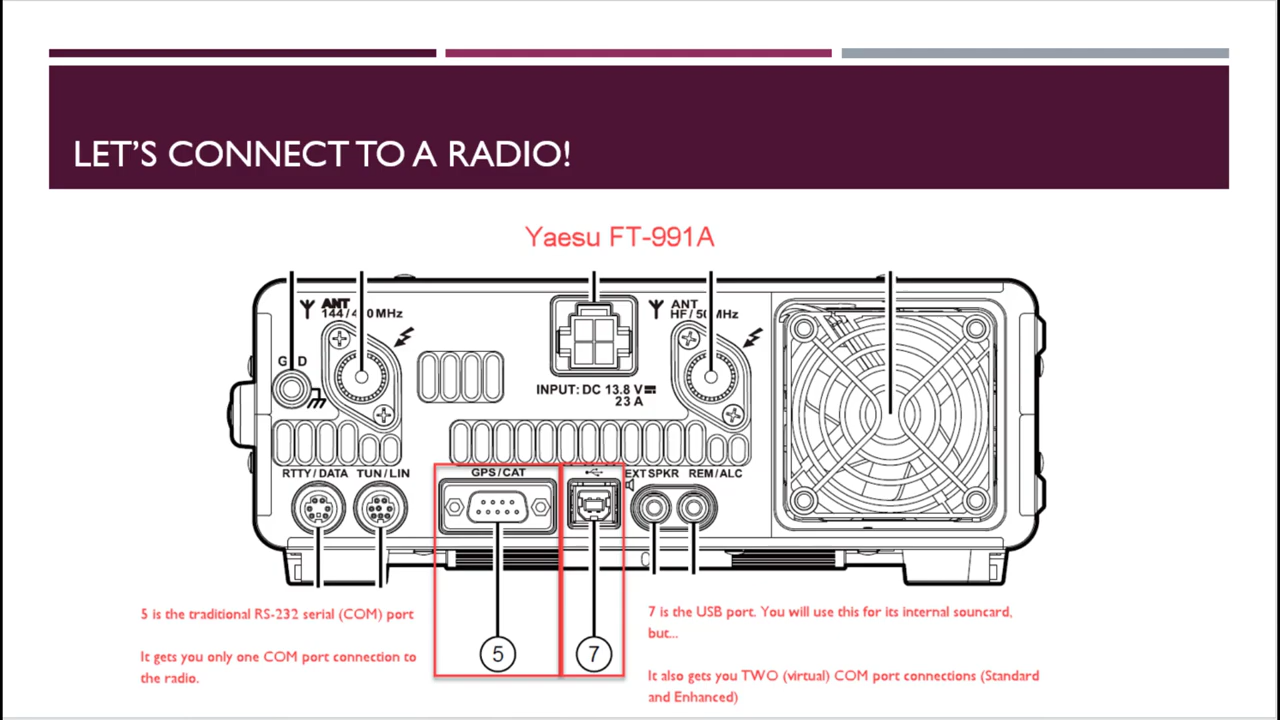 LET'S CONNECT TO A RADIO!
Yaesu FT-991A
ANT
144 / 4 0 MHz
ANT
HF / 50 MHz
G D
INPUT: DC 13.8 V
23 A
RTTY / DATA TUN / LIN GPS / CAT EXT SPKR REM / ALC
5 is the traditional RS-232 serial (COM) port
It gets you only one COM port connection to
the radio.
5
7
7 is the USB port. You will use this for its internal soundcard,
but...
It also gets you TWO (virtual) COM port connections (Standard
and Enhanced)